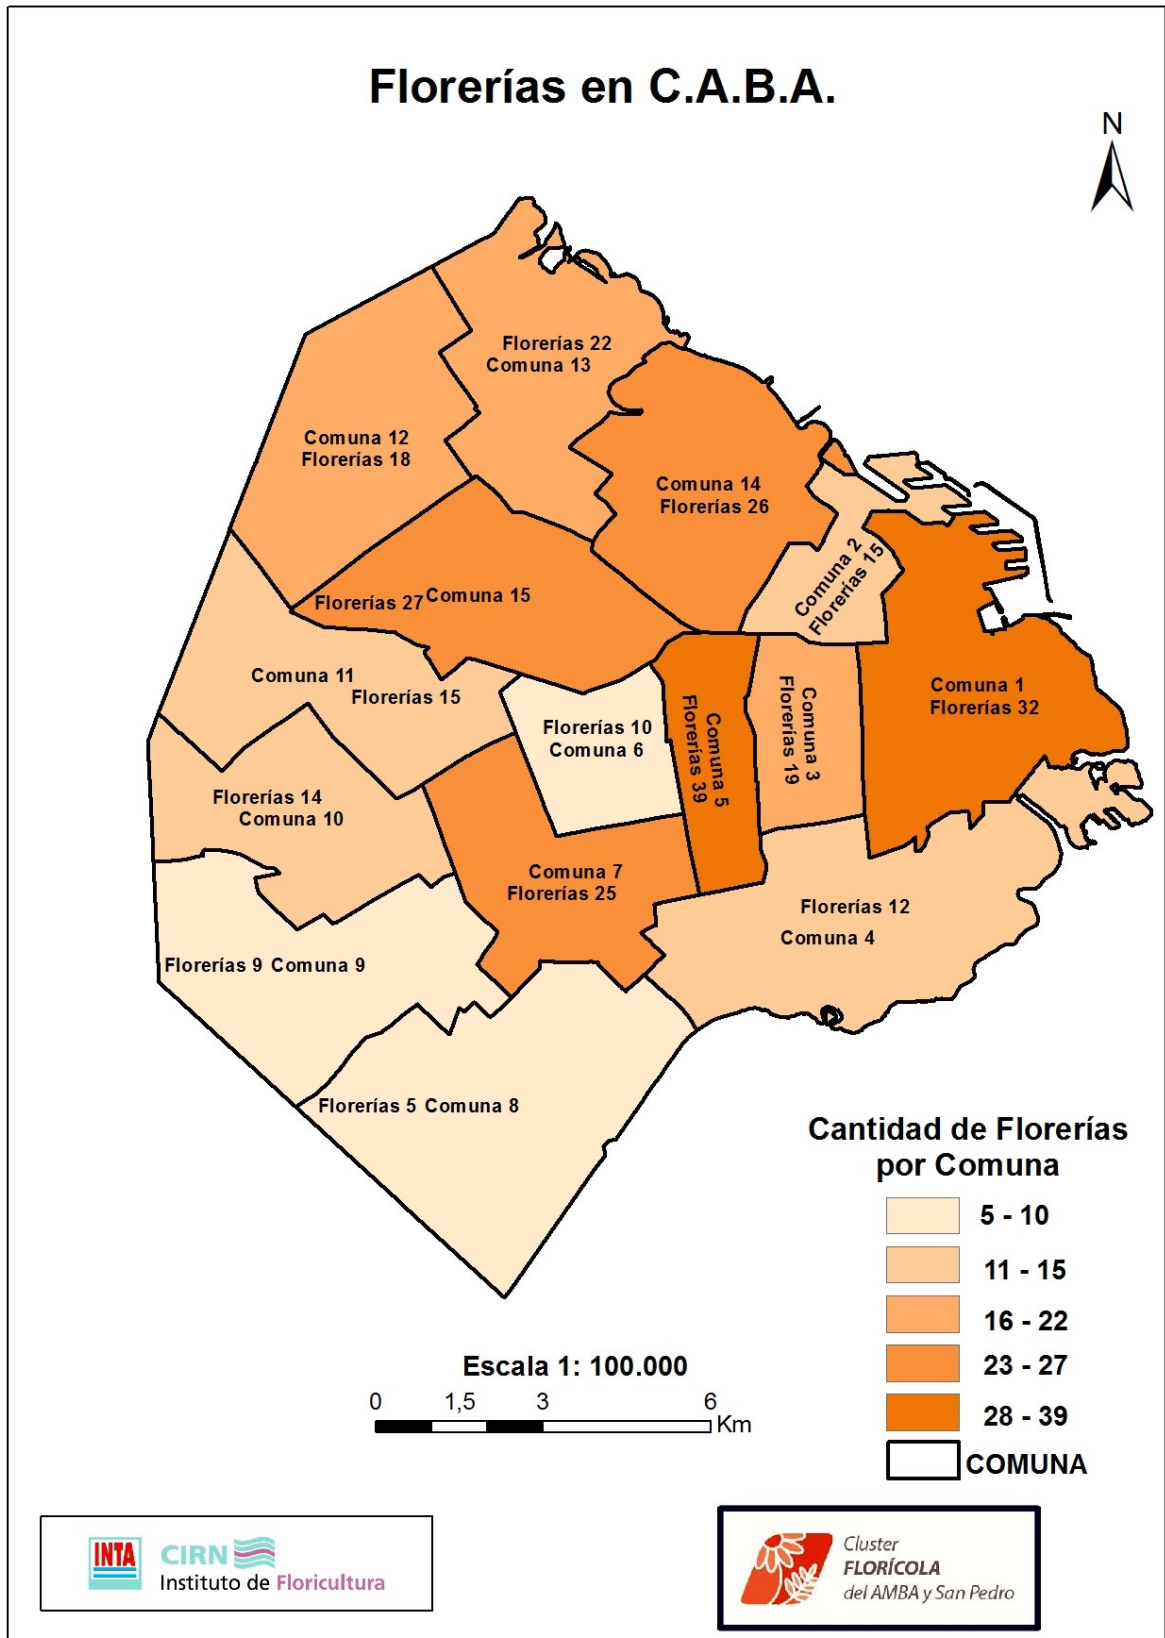 Florerías en C.A.B.A.
N
Florerías 22
Comuna 13
Comuna 12
Florerías 18
Comuna 14
Florerías 26
Comuna 2
Florerías 15
Florerías 27 Comuna 15
Comuna 11
Florerías 15
Comuna 1
Florerías 32
Florerías 10
Comuna 6
Comuna 5
Florerías 39
Comuna 3
Florerías 19
Florerías 14
Comuna 10
Comuna 7
Florerías 25
Florerías 12
Comuna 4
Florerías 9 Comuna 9
Florerías 5 Comuna 8
Cantidad de Florerías
por Comuna
5 - 10
11 - 15
16 - 22
23 - 27
28 - 39
COMUNA
Escala 1: 100.000
0 1,5 3 6
Km
INTA
CIRN
Instituto de Floricultura
Cluster
FLORÍCOLA
del AMBA y San Pedro